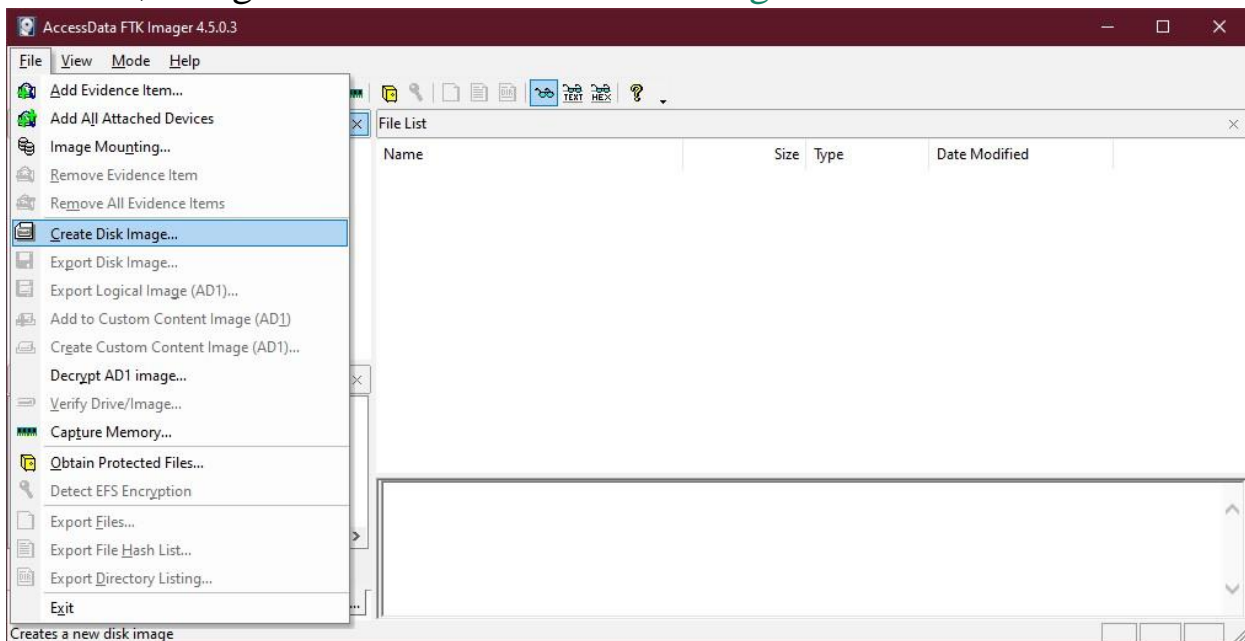 AccessData FTK Imager 4.5.0.3
File View Mode Help
Add Evidence Item...
Add All Attached Devices
Image Mounting...
Remove Evidence Item
Remove All Evidence Items
Create Disk Image...
Export Disk Image...
Export Logical Image (AD1)...
Add to Custom Content Image (AD1)
Create Custom Content Image (AD1)...
Decrypt AD1 image...
Verify Drive/Image...
Capture Memory...
Obtain Protected Files...
Detect EFS Encryption
Export Files...
Export File Hash List...
Export Directory Listing...
Exit
TEXT HEX
File List
Name Size Type Date Modified
Creates a new disk image